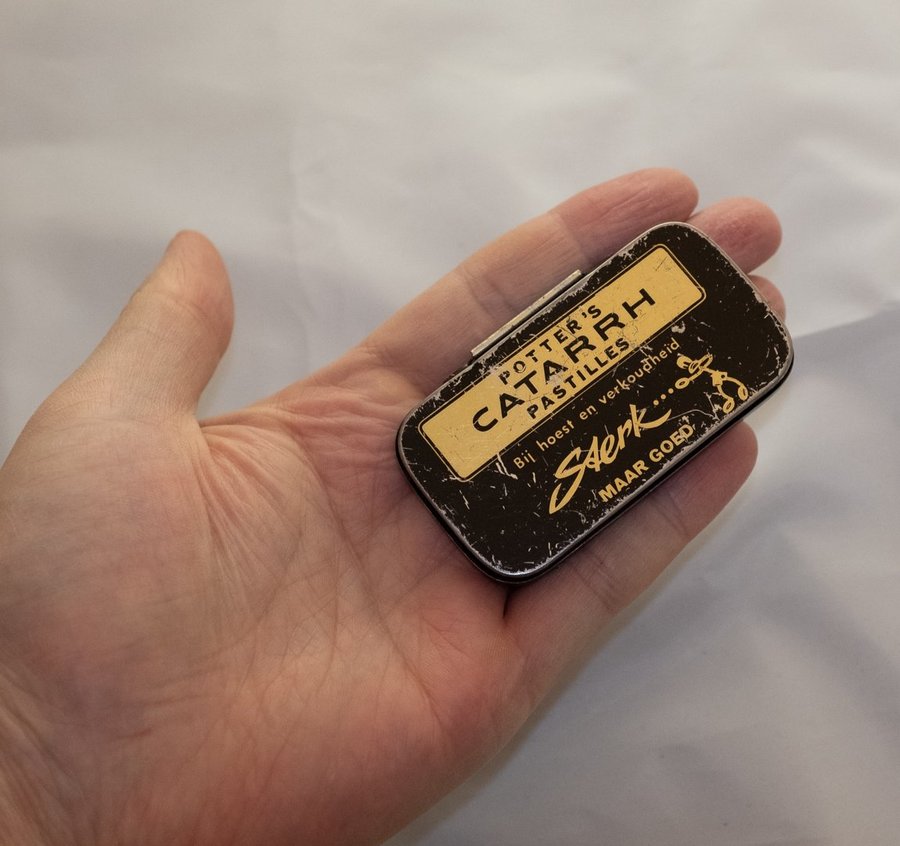 POTTER'S
CATARRH
PASTILLES
Bij hoest en verkoudheid
Sterk...
MAAR GOED